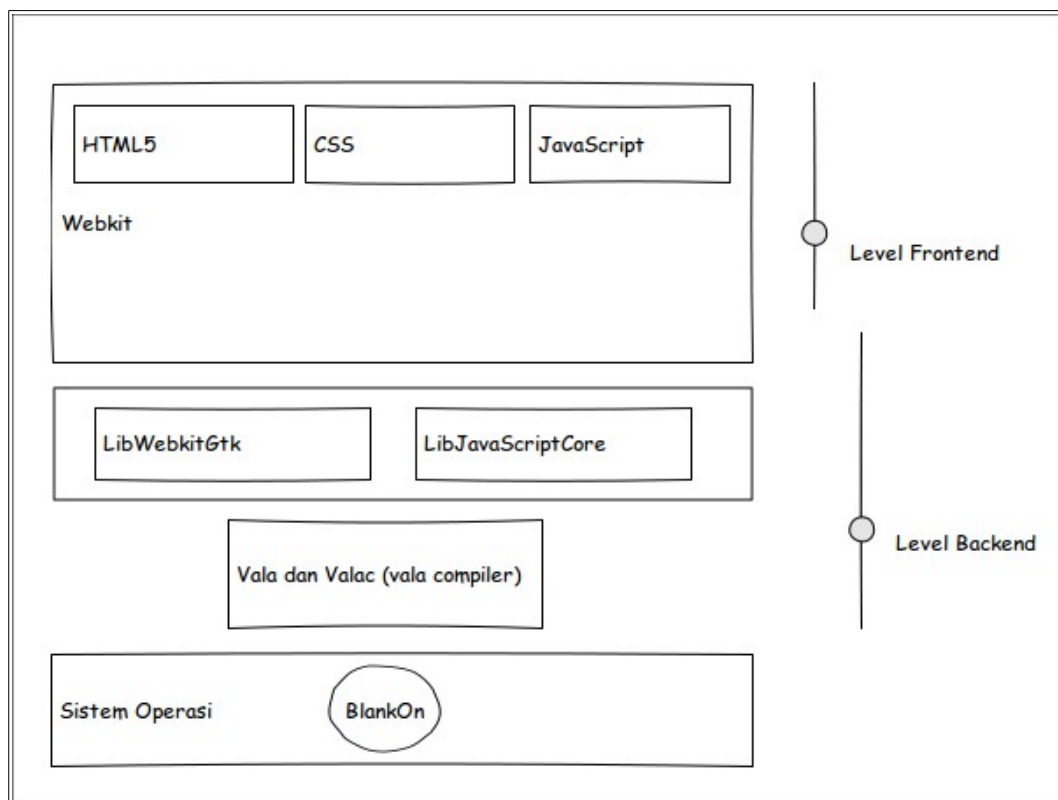 HTML5
CSS
JavaScript
Webkit
Level Frontend
LibWebkitGtk
LibJavaScriptCore
Vala dan Valac (vala compiler)
Level Backend
Sistem Operasi
BlankOn